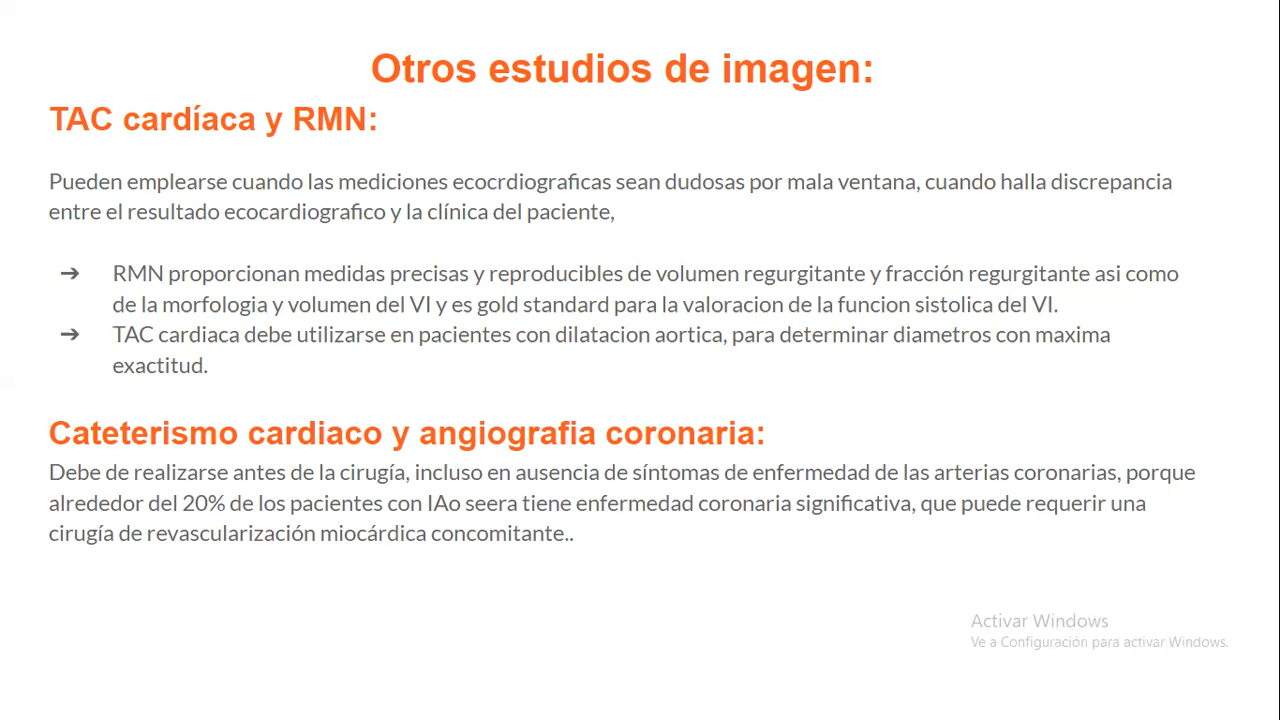 Otros estudios de imagen:
TAC cardíaca y RMN:
Pueden emplearse cuando las mediciones ecocrdiograficas sean dudosas por mala ventana, cuando halla discrepancia
entre el resultado ecocardiografico y la clínica del paciente,
➔ RMN proporcionan medidas precisas y reproducibles de volumen regurgitante y fracción regurgitante asi como
de la morfologia y volumen del VI y es gold standard para la valoracion de la funcion sistolica del VI.
➔ TAC cardiaca debe utilizarse en pacientes con dilatacion aortica, para determinar diametros con maxima
exactitud.
Cateterismo cardiaco y angiografia coronaria:
Debe de realizarse antes de la cirugía, incluso en ausencia de síntomas de enfermedad de las arterias coronarias, porque
alrededor del 20% de los pacientes con IAo seera tiene enfermedad coronaria significativa, que puede requerir una
cirugía de revascularización miocárdica concomitante..
Activar Windows
Ve a Configuración para activar Windows.